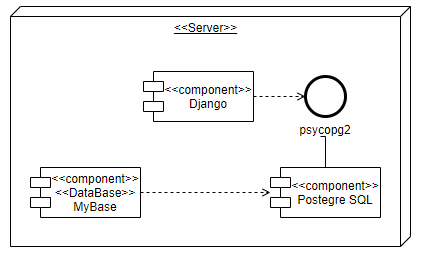 <<Server>>
<<component>>
Django
psycopg2
<<component>>
<<DataBase>>
MyBase
<<component>>
Postegre SQL